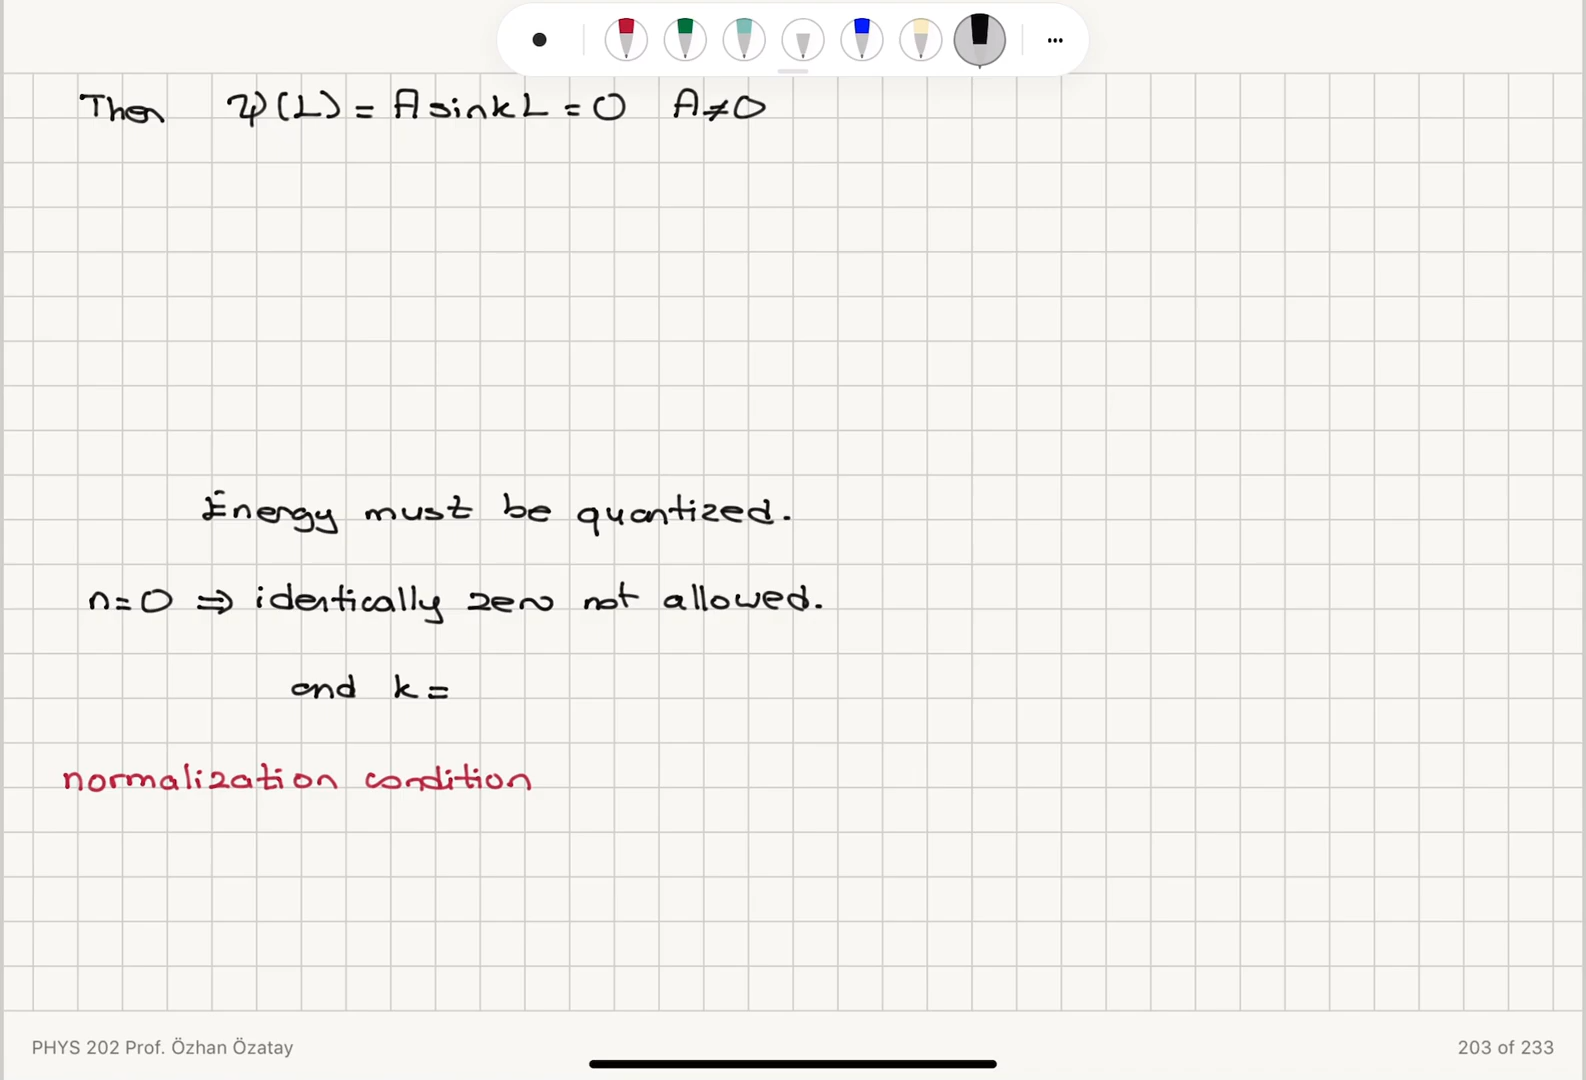 Then ψ(L) = A sin k L = 0 A≠0
Energy must be quantized.
n=0 ⇒ identically zero not allowed.
and k =
normalization condition
PHYS 202 Prof. Özhan Özatay
203 of 233